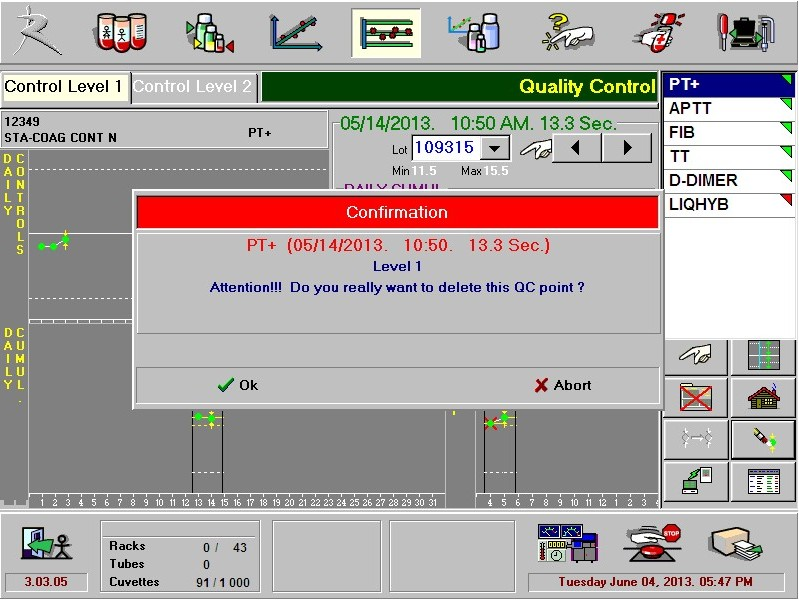 Control Level 1
Control Level 2
Quality Control
PT+
APTT
FIB
TT
D-DIMER
LIQHYB
12349
STA-COAG CONT N
PT+
05/14/2013. 10:50 AM. 13.3 Sec.
Lot 109315
Min 11.5 Max 15.5
DAILY CONTROLS
DAILY CUMUL.
Confirmation
PT+ (05/14/2013. 10:50. 13.3 Sec.)
Level 1
Attention!!! Do you really want to delete this QC point ?
Ok
Abort
1 2 3 4 5 6 7 8 9 10 11 12 13 14 15 16 17 18 19 20 21 22 23 24 25 26 27 28 29 30 31
4 5 6 7 8 9 10 11 12 1 2 3 4
STOP
Racks 0 / 43
Tubes 0
Cuvettes 91 / 1 000
3.03.05
Tuesday June 04, 2013. 05:47 PM